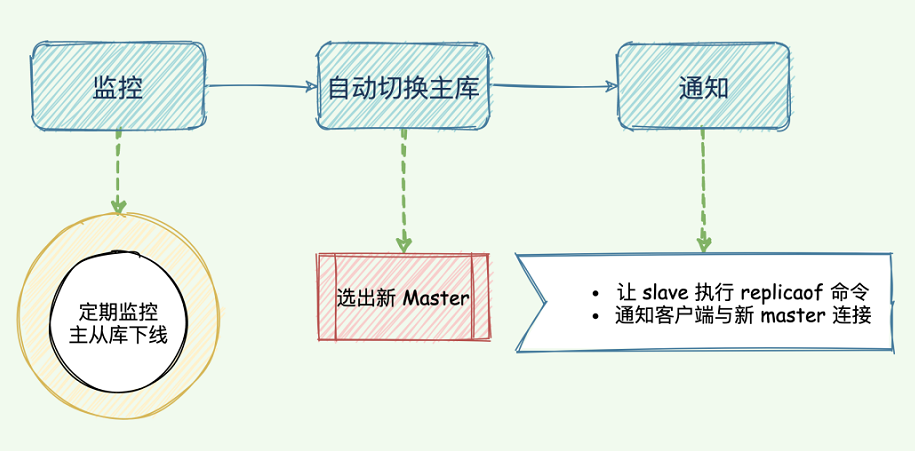 监控
自动切换主库
通知
定期监控
主从库下线
选出新 Master
• 让 slave 执行 replicaof 命令
• 通知客户端与新 master 连接